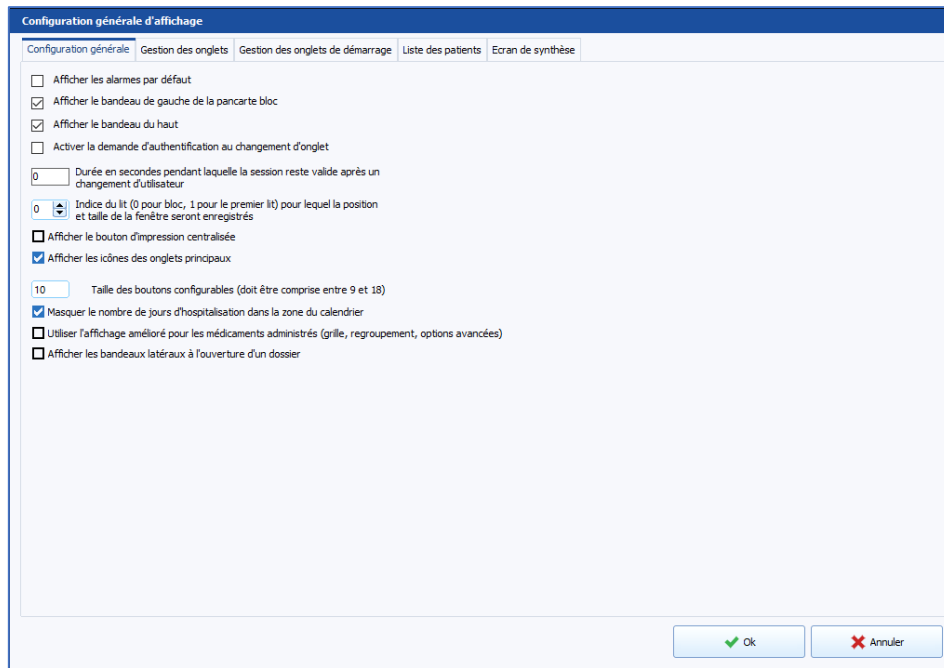 Configuration générale d'affichage
Configuration générale Gestion des onglets Gestion des onglets de démarrage Liste des patients Ecran de synthèse
Afficher les alarmes par défaut
Afficher le bandeau de gauche de la pancarte bloc
Afficher le bandeau du haut
Activer la demande d'authentification au changement d'onglet
0 Durée en secondes pendant laquelle la session reste valide après un
changement d'utilisateur
0 Indice du lit (0 pour bloc, 1 pour le premier lit) pour lequel la position
et taille de la fenêtre seront enregistrés
Afficher le bouton d'impression centralisée
Afficher les icônes des onglets principaux
10 Taille des boutons configurables (doit être comprise entre 9 et 18)
Masquer le nombre de jours d'hospitalisation dans la zone du calendrier
Utiliser l'affichage amélioré pour les médicaments administrés (grille, regroupement, options avancées)
Afficher les bandeaux latéraux à l'ouverture d'un dossier
Ok Annuler